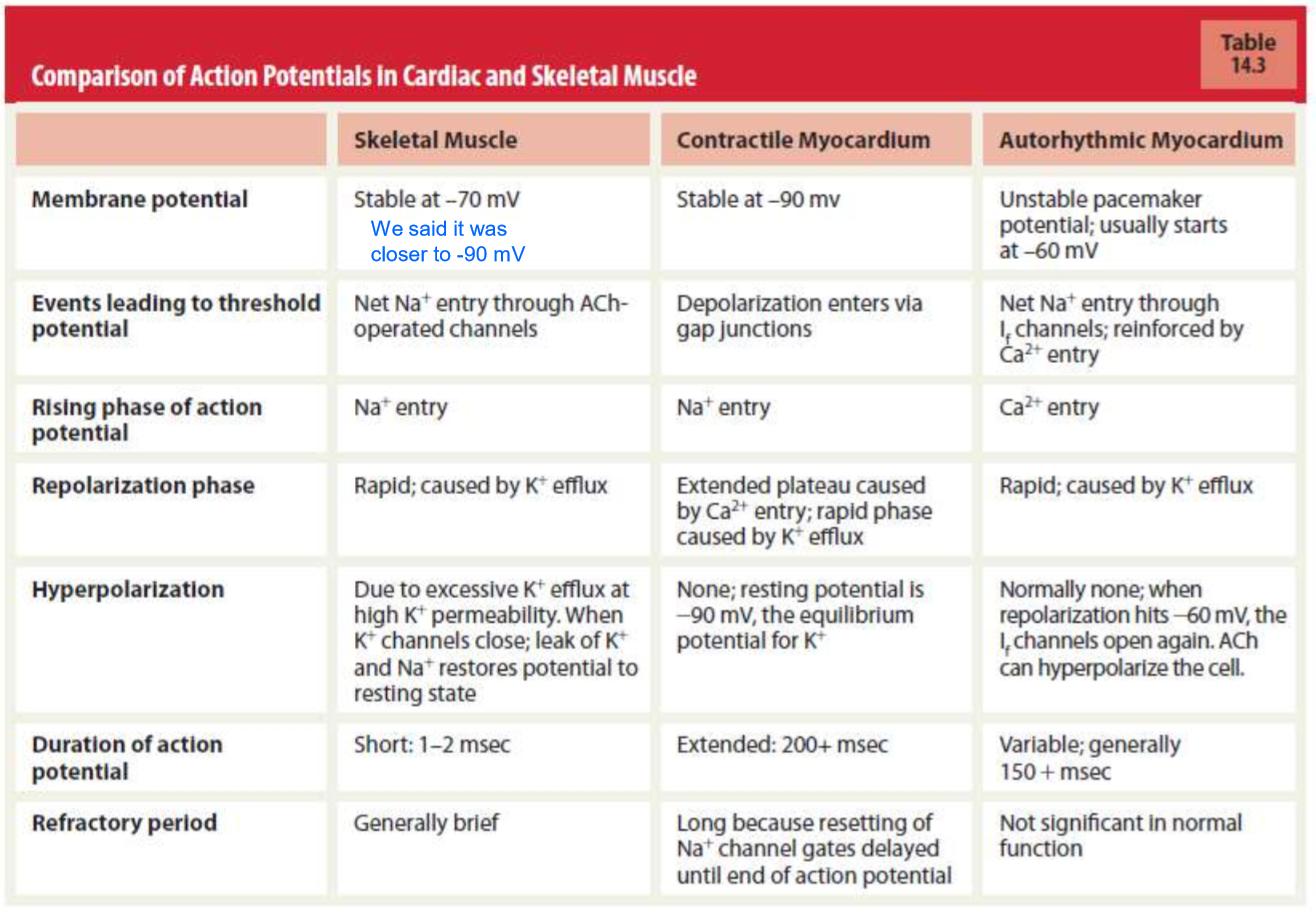 Table
14.3
Comparison of Action Potentials in Cardiac and Skeletal Muscle
Skeletal Muscle
Contractile Myocardium
Autorhythmic Myocardium
Membrane potential
Stable at –70 mV
We said it was
closer to -90 mV
Stable at –90 mv
Unstable pacemaker
potential; usually starts
at –60 mV
Events leading to threshold
potential
Net Na⁺ entry through ACh-
operated channels
Depolarization enters via
gap junctions
Net Na⁺ entry through
If channels; reinforced by
Ca²⁺ entry
Rising phase of action
potential
Na⁺ entry
Na⁺ entry
Ca²⁺ entry
Repolarization phase
Rapid; caused by K⁺ efflux
Extended plateau caused
by Ca²⁺ entry; rapid phase
caused by K⁺ efflux
Rapid; caused by K⁺ efflux
Hyperpolarization
Due to excessive K⁺ efflux at
high K⁺ permeability. When
K⁺ channels close; leak of K⁺
and Na⁺ restores potential to
resting state
None; resting potential is
–90 mV, the equilibrium
potential for K⁺
Normally none; when
repolarization hits –60 mV, the
If channels open again. ACh
can hyperpolarize the cell.
Duration of action
potential
Short: 1–2 msec
Extended: 200+ msec
Variable; generally
150 + msec
Refractory period
Generally brief
Long because resetting of
Na⁺ channel gates delayed
until end of action potential
Not significant in normal
function